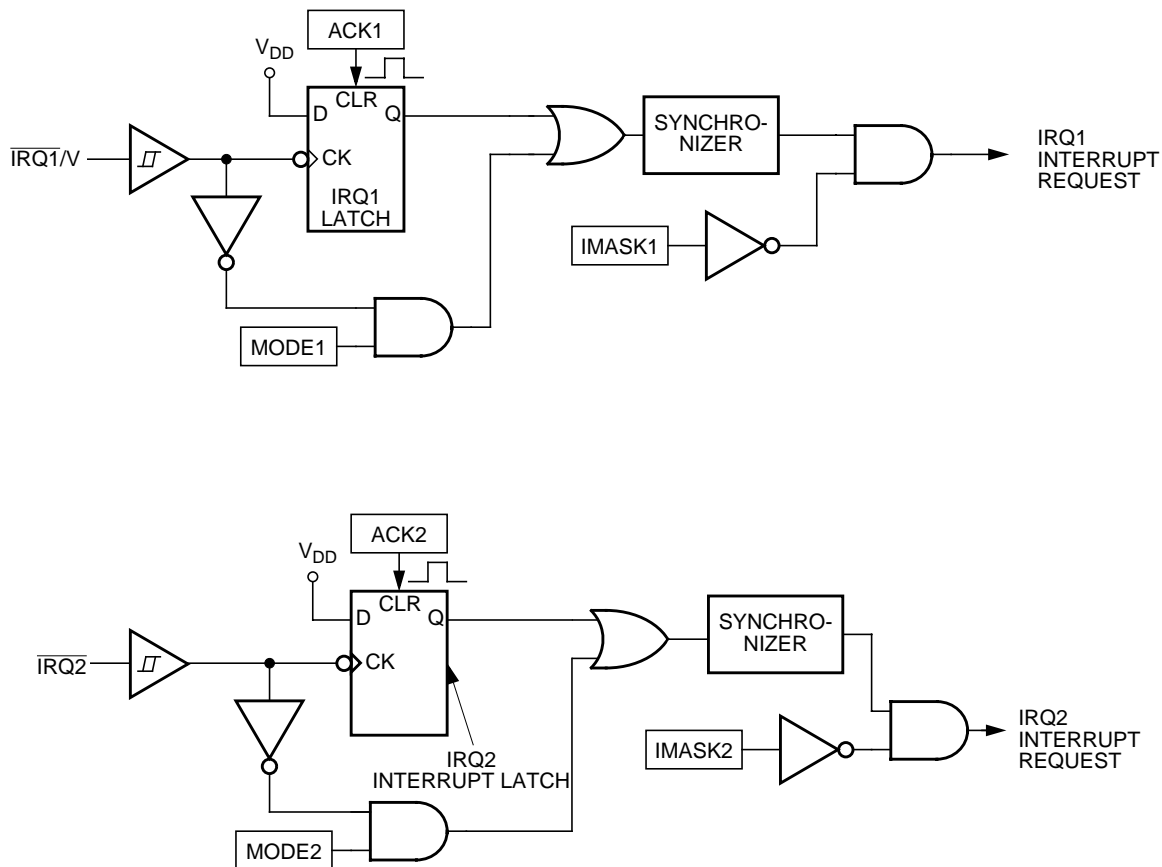 ACK1
VDD
CLR
D
Q
IRQ1/V
CK
IRQ1
LATCH
SYNCHRO-
NIZER
IRQ1
INTERRUPT
REQUEST
IMASK1
MODE1
ACK2
VDD
CLR
D
Q
IRQ2
CK
SYNCHRO-
NIZER
IRQ2
INTERRUPT LATCH
IMASK2
IRQ2
INTERRUPT
REQUEST
MODE2